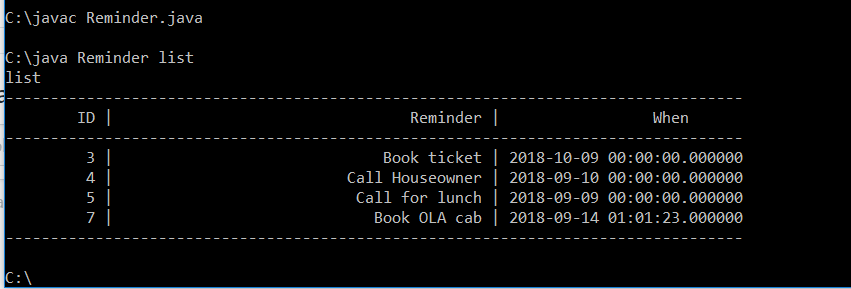 C:\javac Reminder.java
C:\java Reminder list
list
----------------------------------------------------------------------------------
ID | Reminder | When
----------------------------------------------------------------------------------
3 | Book ticket | 2018-10-09 00:00:00.000000
4 | Call Houseowner | 2018-09-10 00:00:00.000000
5 | Call for lunch | 2018-09-09 00:00:00.000000
7 | Book OLA cab | 2018-09-14 01:01:23.000000
----------------------------------------------------------------------------------
C:\